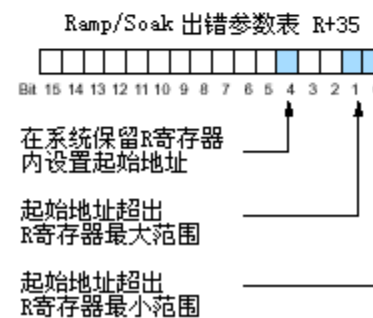 Ramp/Soak 出错参数表 R+35
Bit 15 14 13 12 11 10 9 8 7 6 5 4 3 2 1
在系统保留R寄存器
内设置起始地址
起始地址超出
R寄存器最大范围
起始地址超出
R寄存器最小范围